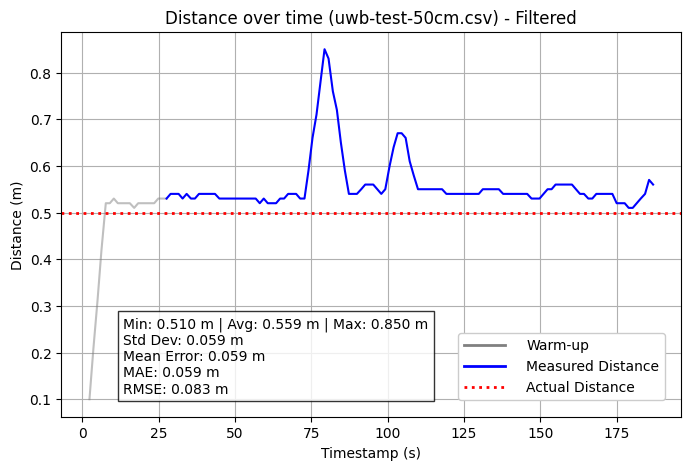 Distance over time (uwb-test-50cm.csv) - Filtered
Distance (m)
0.8
0.7
0.6
0.5
0.4
0.3
0.2
0.1
Min: 0.510 m | Avg: 0.559 m | Max: 0.850 m
Std Dev: 0.059 m
Mean Error: 0.059 m
MAE: 0.059 m
RMSE: 0.083 m
Warm-up
Measured Distance
Actual Distance
0 25 50 75 100 125 150 175
Timestamp (s)